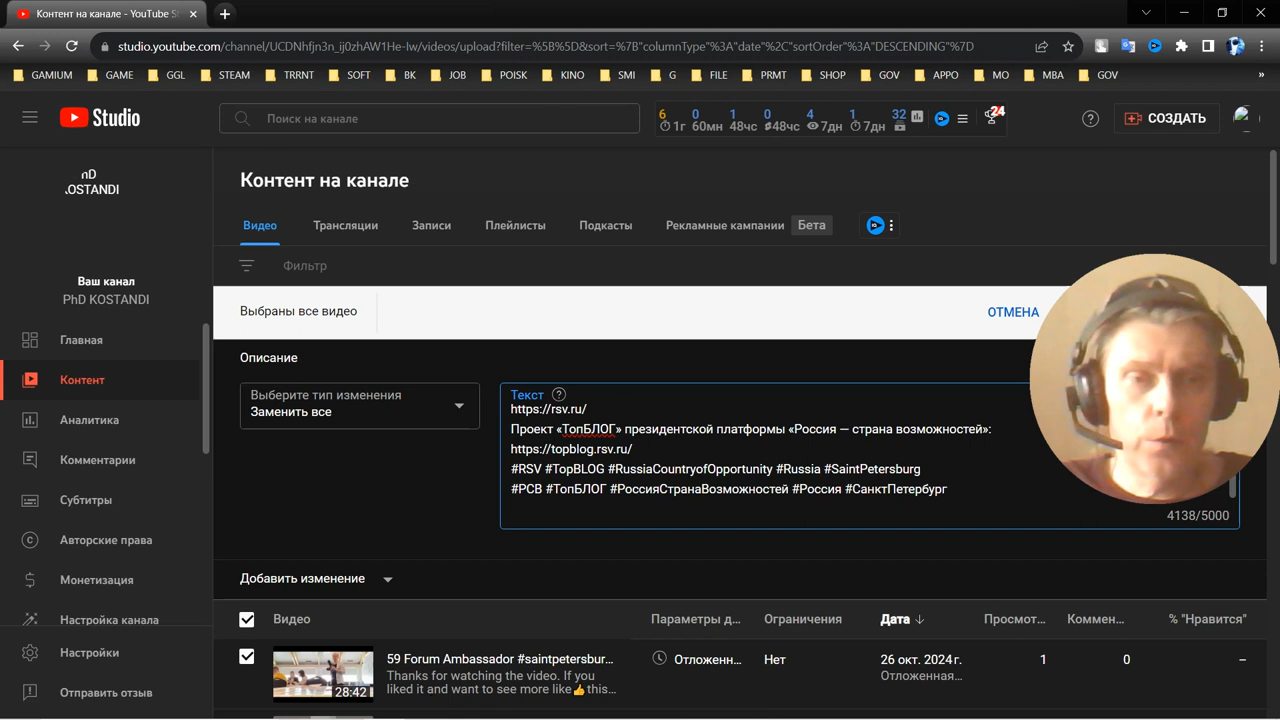 Контент на канале - YouTube S
studio.youtube.com/channel/UCDNhfjn3n_ij0zhAW1He-Iw/videos/upload?filter=%5B%5D&sort=%7B"columnType"%3A"date"%2C"sortOrder"%3A"DESCENDING"%7D
GAMIUM GAME GGL STEAM TRRNT SOFT BK JOB POISK KINO SMI G FILE PRMT SHOP GOV APPO MO MBA GOV »
Studio
Поиск на канале
6 0 1 0 4 1 32
1г 60мн 48чс 48чс 7дн 7дн
24
СОЗДАТЬ
nD
OSTANDI
Контент на канале
Видео Трансляции Записи Плейлисты Подкасты Рекламные кампании Бета
Фильтр
Ваш канал
PhD KOSTANDI
Выбраны все видео
ОТМЕНА
Главная
Контент
Аналитика
Комментарии
Субтитры
Авторские права
Монетизация
Настройка канала
Настройки
Отправить отзыв
Описание
Выберите тип изменения
Заменить все
Текст
https://rsv.ru/
Проект «ТопБЛОГ» президентской платформы «Россия — страна возможностей»:
https://topblog.rsv.ru/
#RSV #TopBLOG #RussiaCountryofOpportunity #Russia #SaintPetersburg
#РСВ #ТопБЛОГ #РоссияСтранаВозможностей #Россия #СанктПетербург
4138/5000
Добавить изменение
Видео Параметры д... Ограничения Дата Просмот... Коммен... % "Нравится"
59 Forum Ambassador #saintpetersbur...
Thanks for watching the video. If you
liked it and want to see more like👍this...
28:42
Отложенн... Нет 26 окт. 2024 г. 1 0 –
Отложенная...